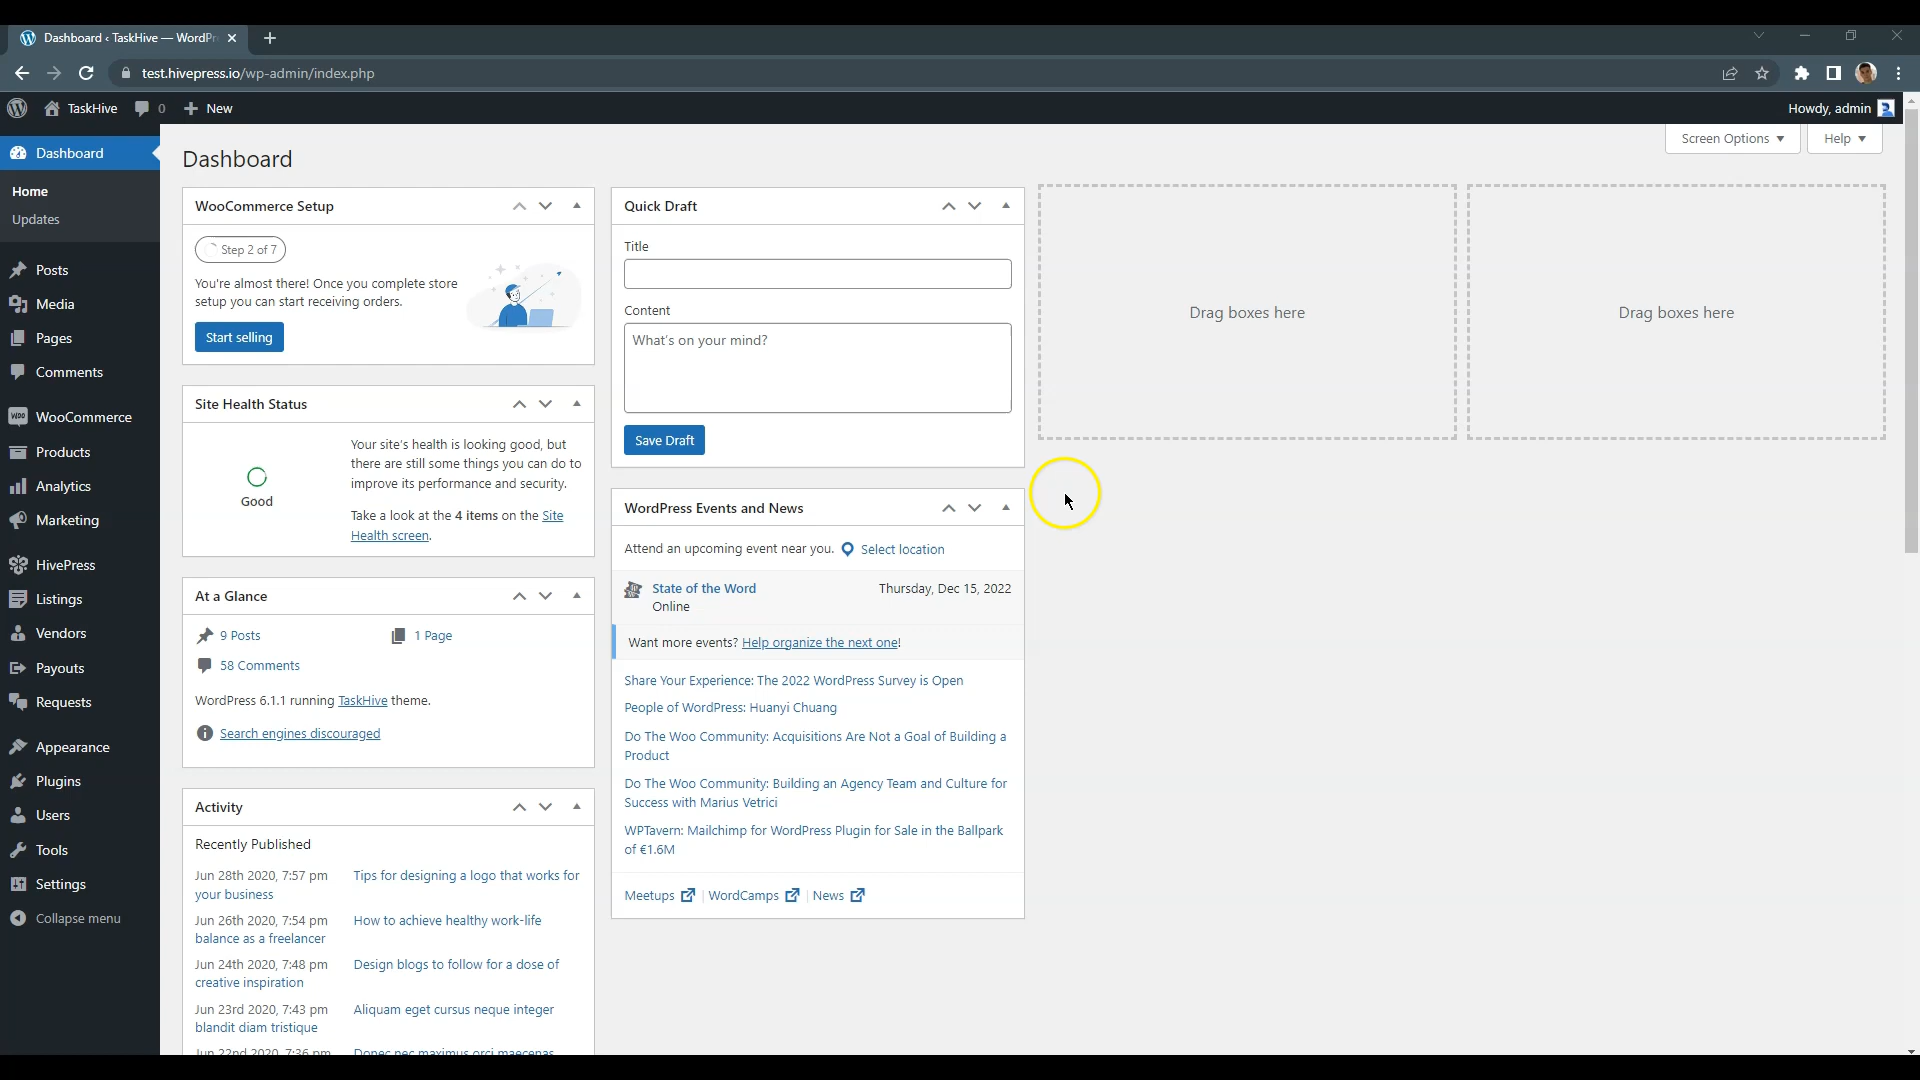 Dashboard ‹ TaskHive — WordPr
test.hivepress.io/wp-admin/index.php
TaskHive
0
New
Howdy, admin
Screen Options
Help
Dashboard
Home
Updates
Posts
Media
Pages
Comments
WooCommerce
Products
Analytics
Marketing
HivePress
Listings
Vendors
Payouts
Requests
Appearance
Plugins
Users
Tools
Settings
Collapse menu
Dashboard
WooCommerce Setup
Step 2 of 7
You're almost there! Once you complete store
setup you can start receiving orders.
Start selling
Site Health Status
Good
Your site's health is looking good, but
there are still some things you can do to
improve its performance and security.
Take a look at the 4 items on the Site
Health screen.
At a Glance
9 Posts
1 Page
58 Comments
WordPress 6.1.1 running TaskHive theme.
Search engines discouraged
Activity
Recently Published
Jun 28th 2020, 7:57 pm Tips for designing a logo that works for
your business
Jun 26th 2020, 7:54 pm How to achieve healthy work-life
balance as a freelancer
Jun 24th 2020, 7:48 pm Design blogs to follow for a dose of
creative inspiration
Jun 23rd 2020, 7:43 pm Aliquam eget cursus neque integer
blandit diam tristique
Jun 22nd 2020, 7:36 pm Donec nec maximus orci maecenas
Quick Draft
Title
Content
What's on your mind?
Save Draft
WordPress Events and News
Attend an upcoming event near you. Select location
State of the Word
Thursday, Dec 15, 2022
Online
Want more events? Help organize the next one!
Share Your Experience: The 2022 WordPress Survey is Open
People of WordPress: Huanyi Chuang
Do The Woo Community: Acquisitions Are Not a Goal of Building a
Product
Do The Woo Community: Building an Agency Team and Culture for
Success with Marius Vetrici
WPTavern: Mailchimp for WordPress Plugin for Sale in the Ballpark
of €1.6M
Meetups | WordCamps | News
Drag boxes here
Drag boxes here